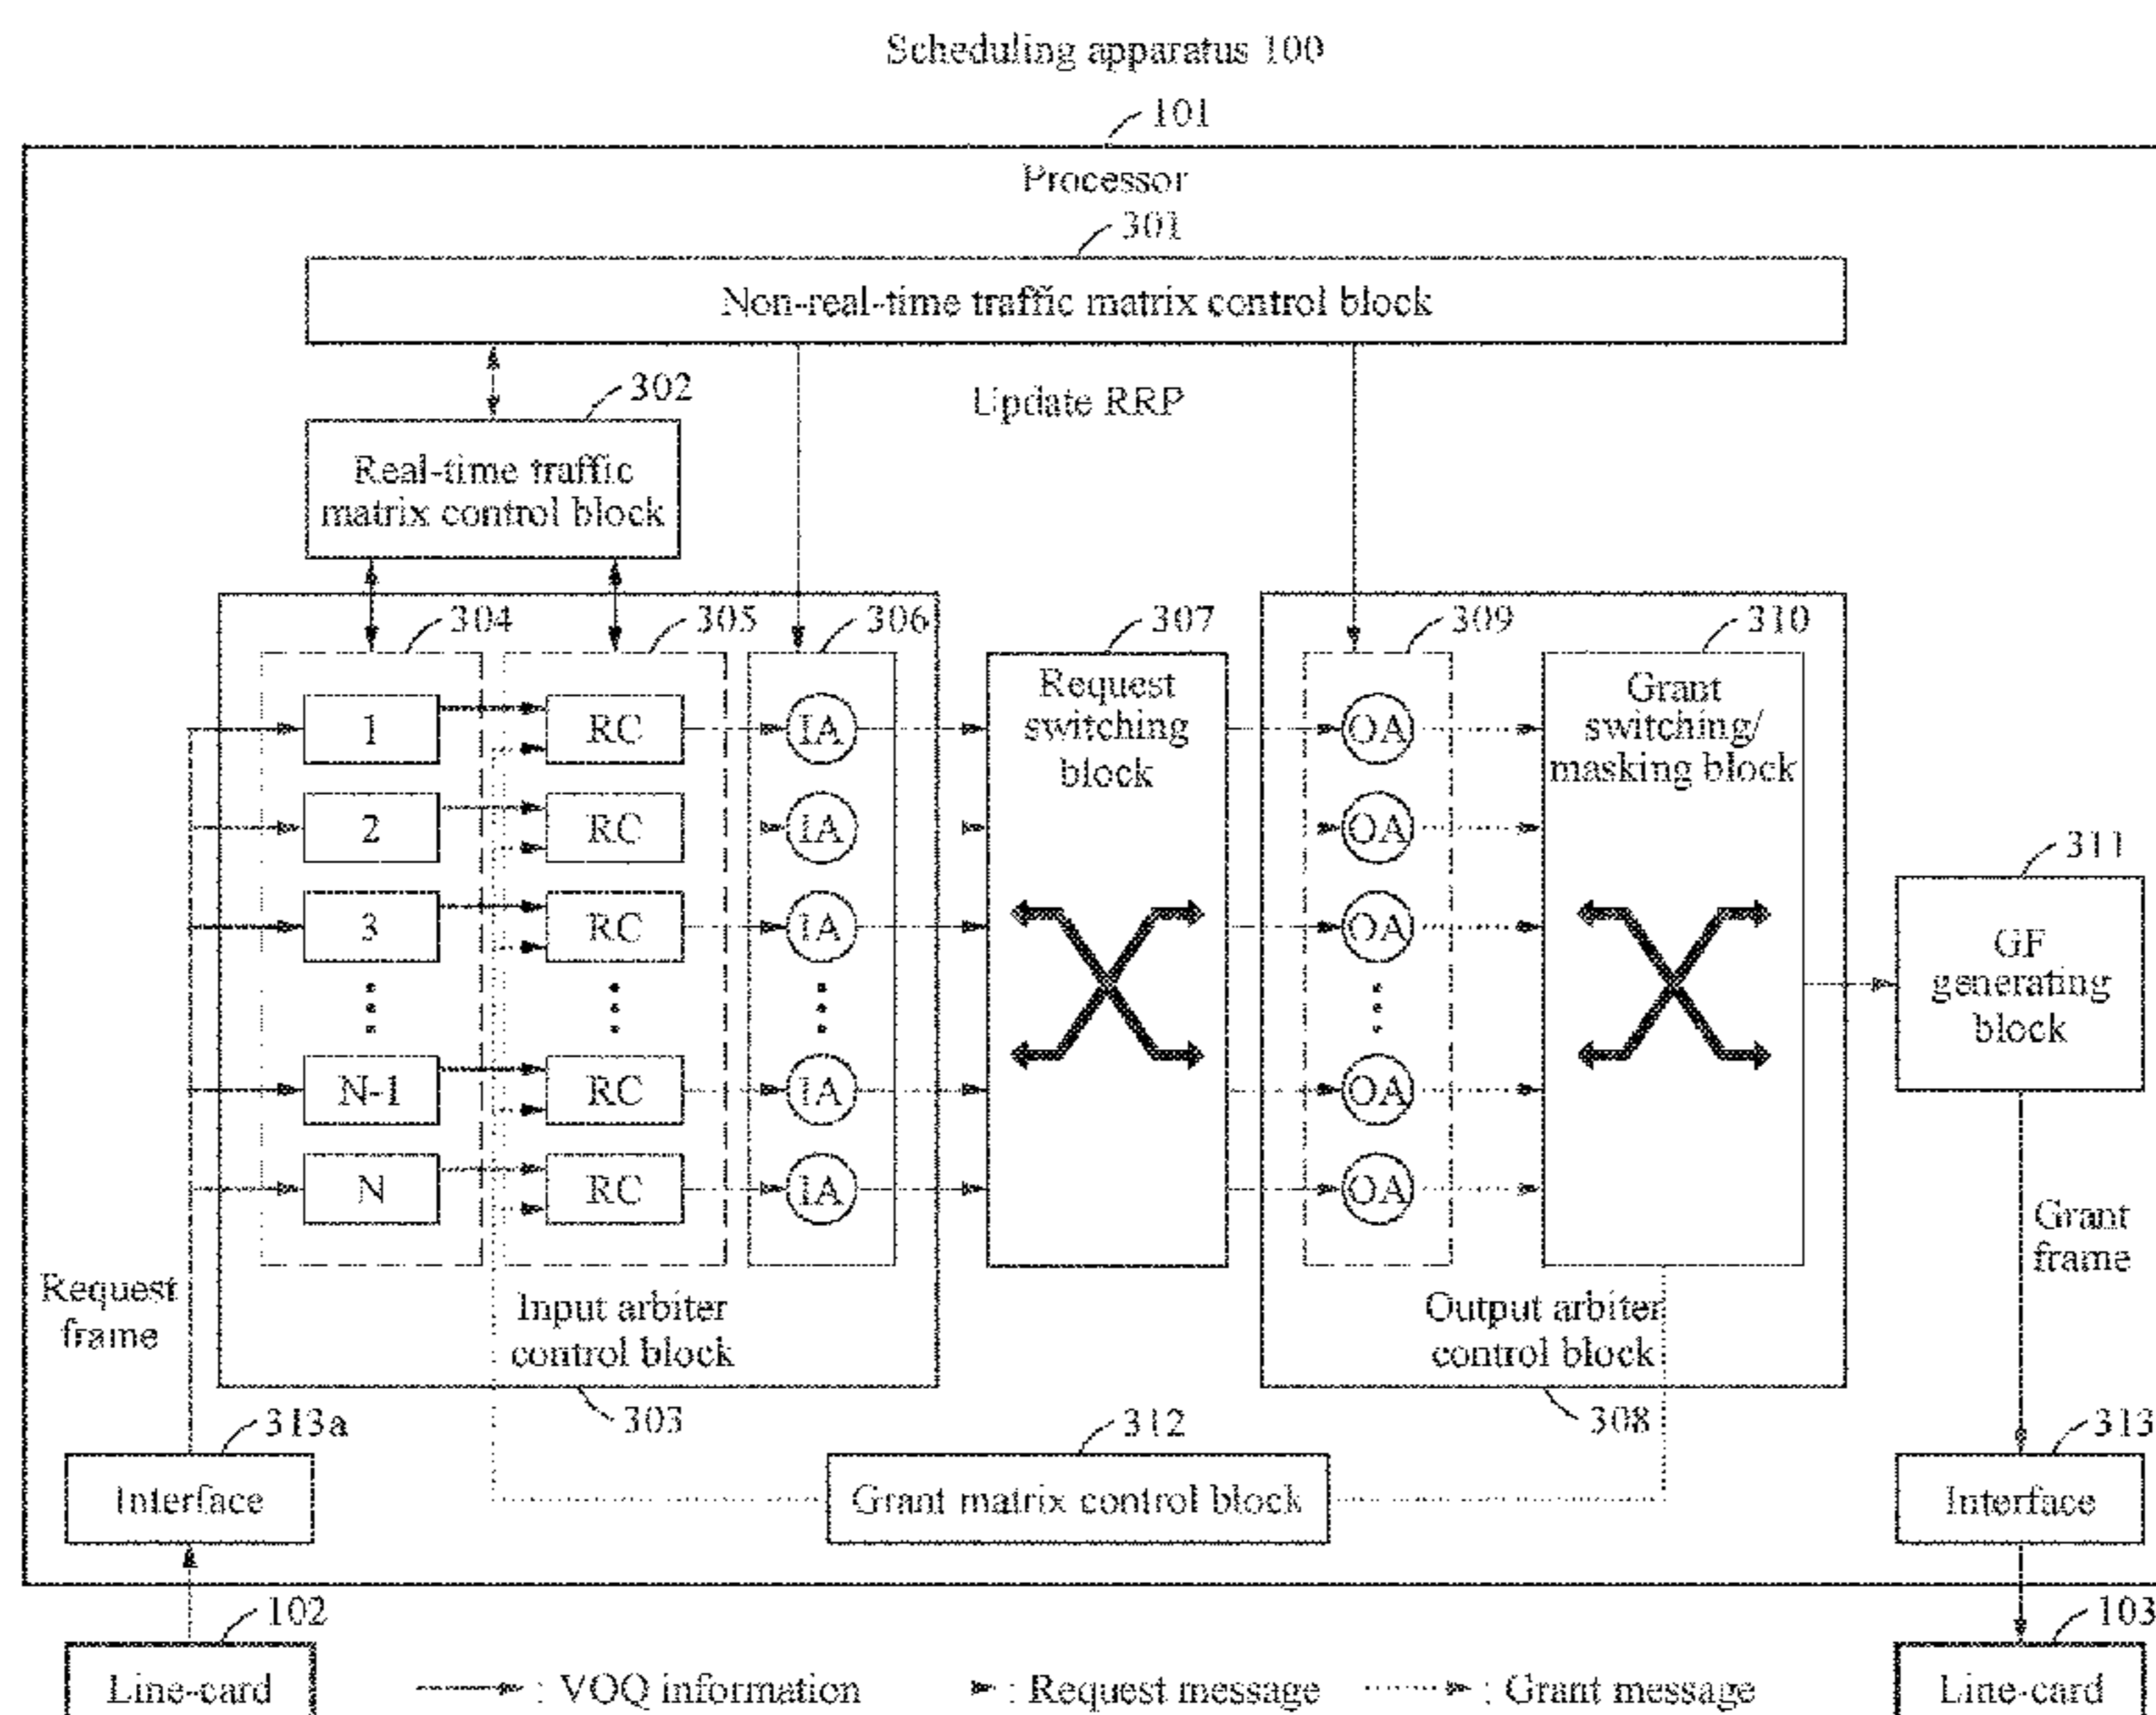 Scheduling apparatus 100
101
Processor
301
Non-real-time traffic matrix control block
302
Update RRP
Real-time traffic
matrix control block
304
305
306
307
309
310
Request
switching
block
Grant
switching/
masking block
1
RC
IA
OA
2
RC
IA
OA
3
RC
IA
OA
311
GF
generating
block
N-1
RC
IA
OA
N
RC
IA
OA
Request
frame
Input arbiter
control block
Output arbiter
control block
Grant
frame
313a
303
312
308
313
Interface
Grant matrix control block
Interface
102
103
Line-card
: VOQ information
: Request message
: Grant message
Line-card